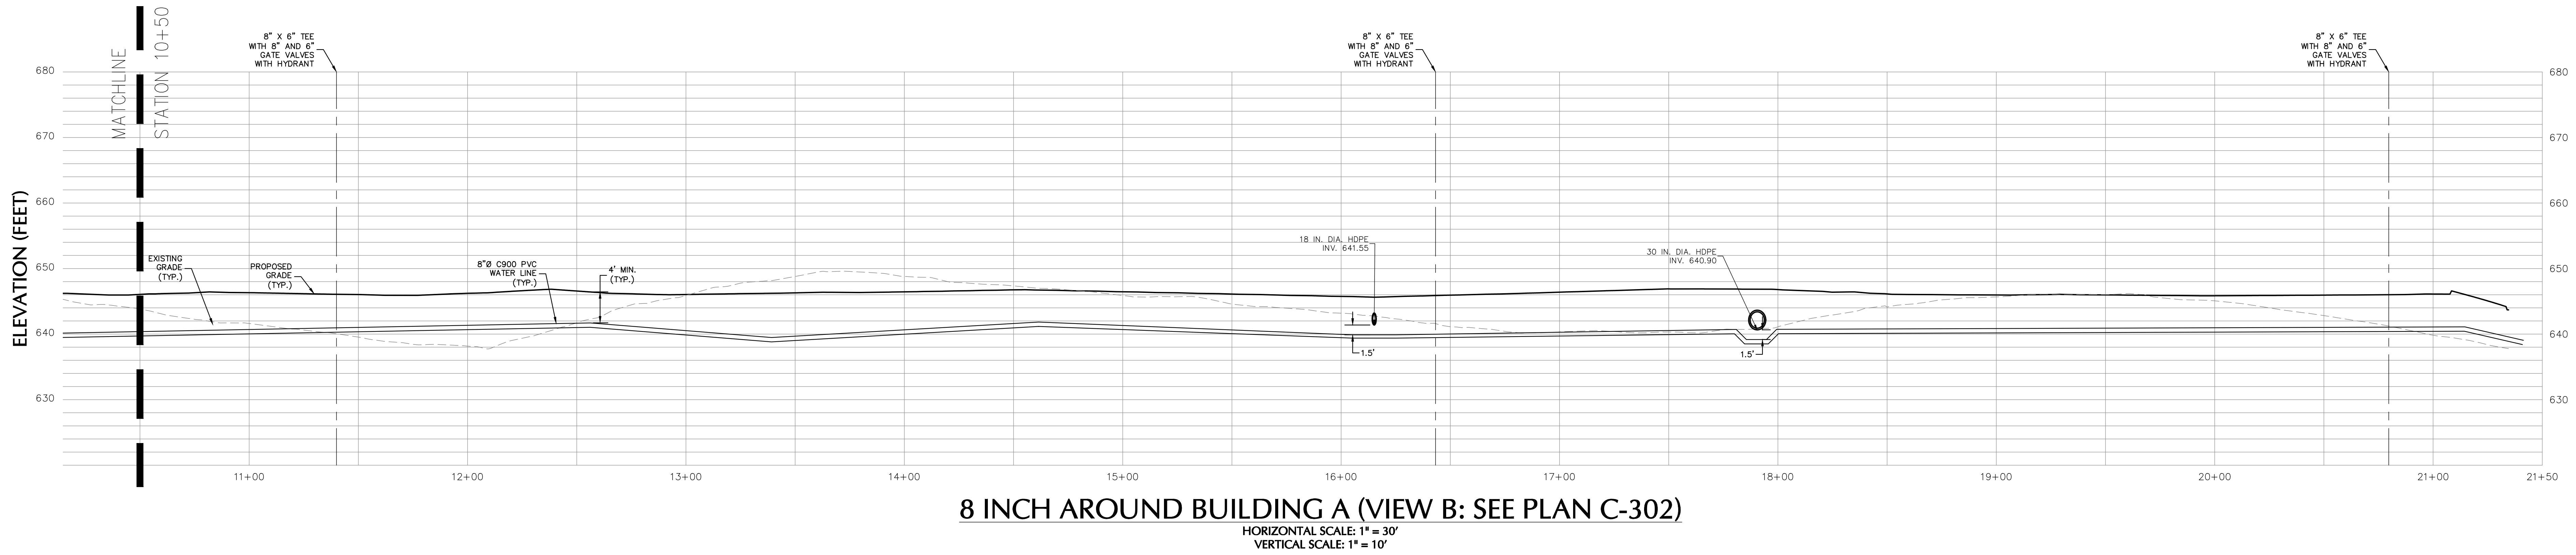 MATCHLINE
STATION 10+50
8" X 6" TEE
WITH 8" AND 6"
GATE VALVES
WITH HYDRANT
8" X 6" TEE
WITH 8" AND 6"
GATE VALVES
WITH HYDRANT
8" X 6" TEE
WITH 8" AND 6"
GATE VALVES
WITH HYDRANT
ELEVATION (FEET)
680
670
660
650
640
630
680
670
660
650
640
630
EXISTING
GRADE
(TYP.)
PROPOSED
GRADE
(TYP.)
8"Ø C900 PVC
WATER LINE
(TYP.)
4' MIN.
(TYP.)
18 IN. DIA. HDPE
INV. 641.55
1.5'
30 IN. DIA. HDPE
INV. 640.90
1.5'
11+00
12+00
13+00
14+00
15+00
16+00
17+00
18+00
19+00
20+00
21+00
21+50
8 INCH AROUND BUILDING A (VIEW B: SEE PLAN C-302)
HORIZONTAL SCALE: 1" = 30'
VERTICAL SCALE: 1" = 10'